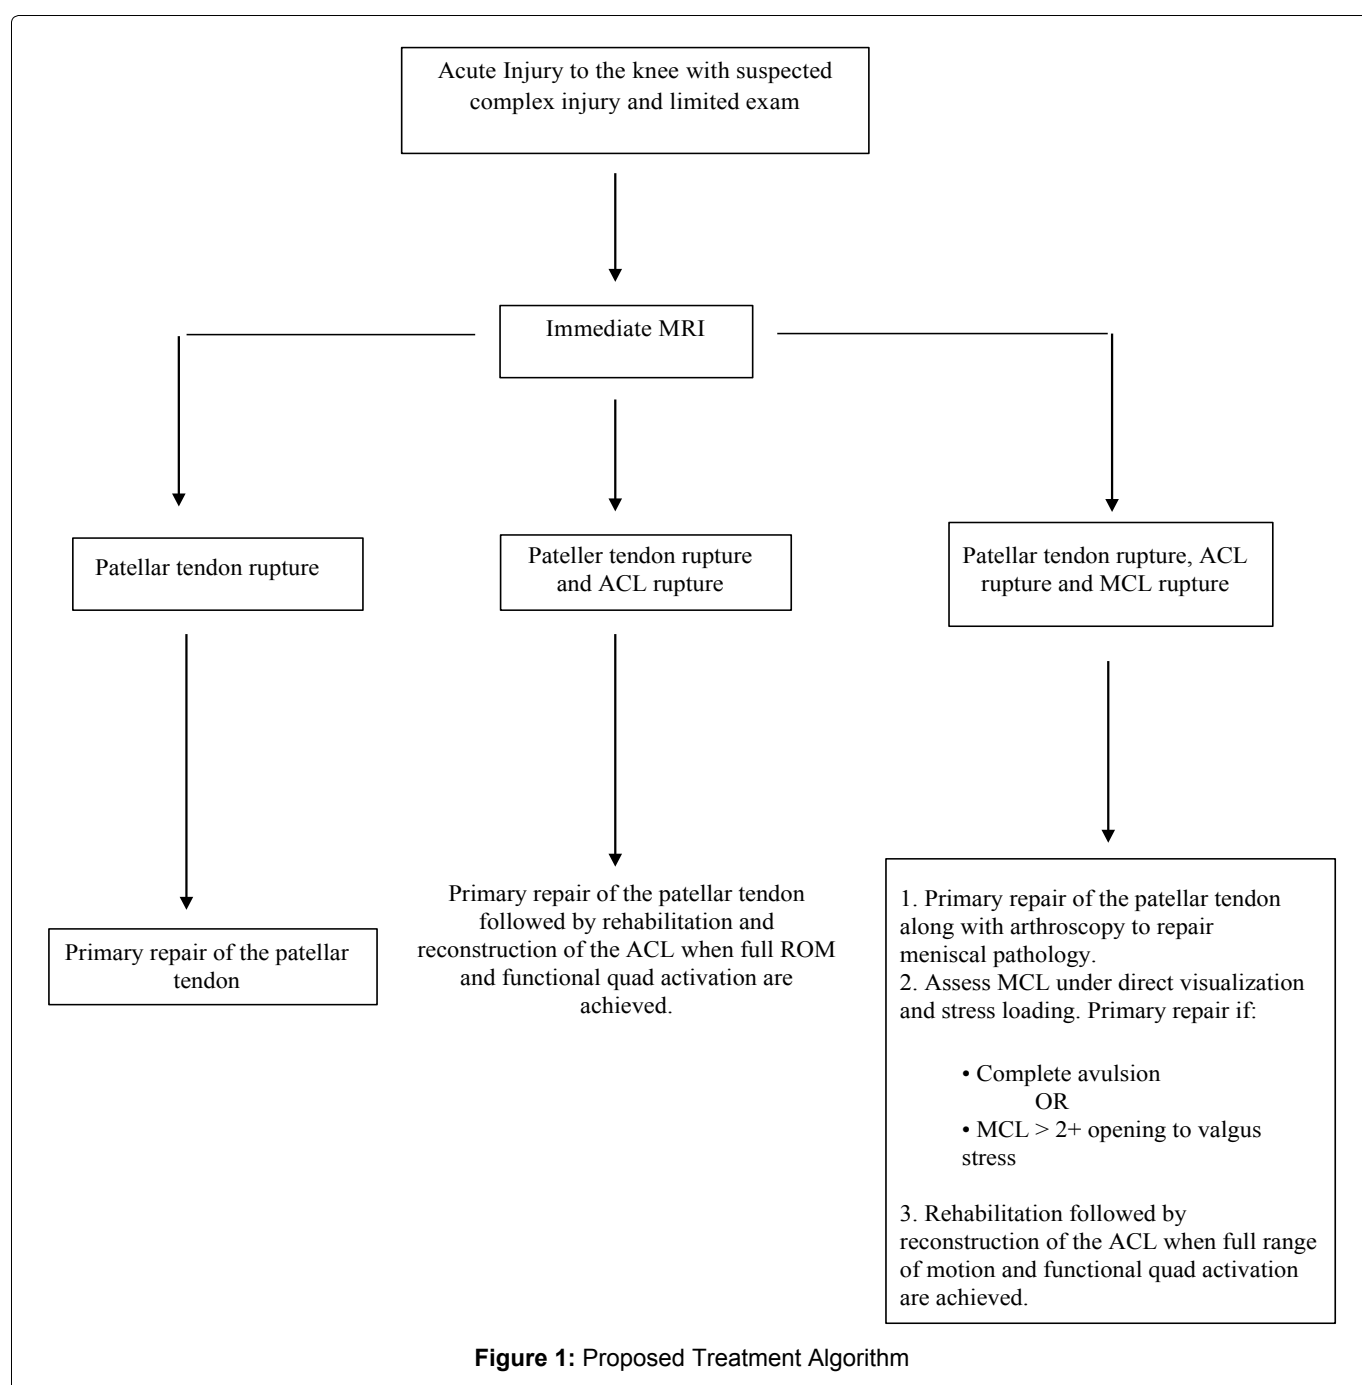 Acute Injury to the knee with suspected
complex injury and limited exam
Immediate MRI
Patellar tendon rupture
Pateller tendon rupture
and ACL rupture
Patellar tendon rupture, ACL
rupture and MCL rupture
Primary repair of the patellar
tendon
Primary repair of the patellar tendon
followed by rehabilitation and
reconstruction of the ACL when full ROM
and functional quad activation are
achieved.
1. Primary repair of the patellar tendon
along with arthroscopy to repair
meniscal pathology.
2. Assess MCL under direct visualization
and stress loading. Primary repair if:
• Complete avulsion
OR
• MCL > 2+ opening to valgus
stress
3. Rehabilitation followed by
reconstruction of the ACL when full range
of motion and functional quad activation
are achieved.
Figure 1: Proposed Treatment Algorithm